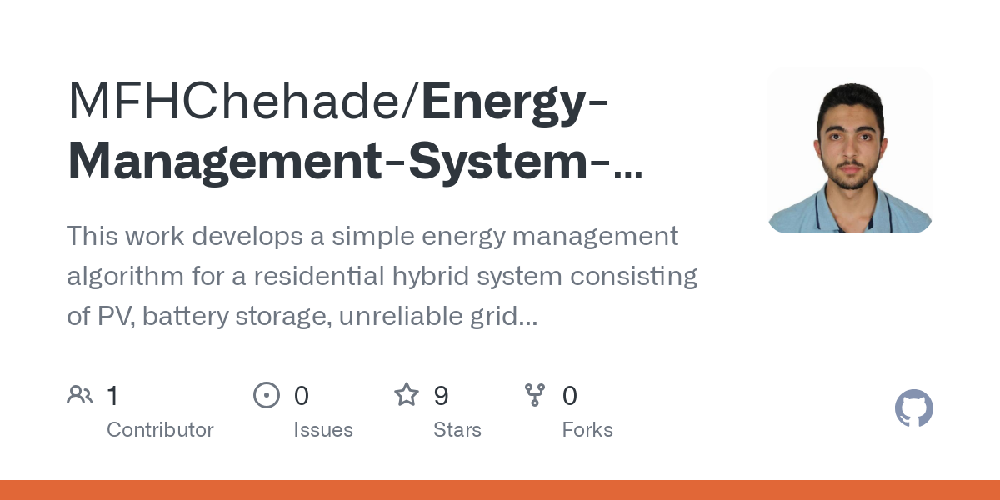 MFHChehade/Energy-
Management-System-...
This work develops a simple energy management
algorithm for a residential hybrid system consisting
of PV, battery storage, unreliable grid...
1
Contributor
0
Issues
9
Stars
0
Forks